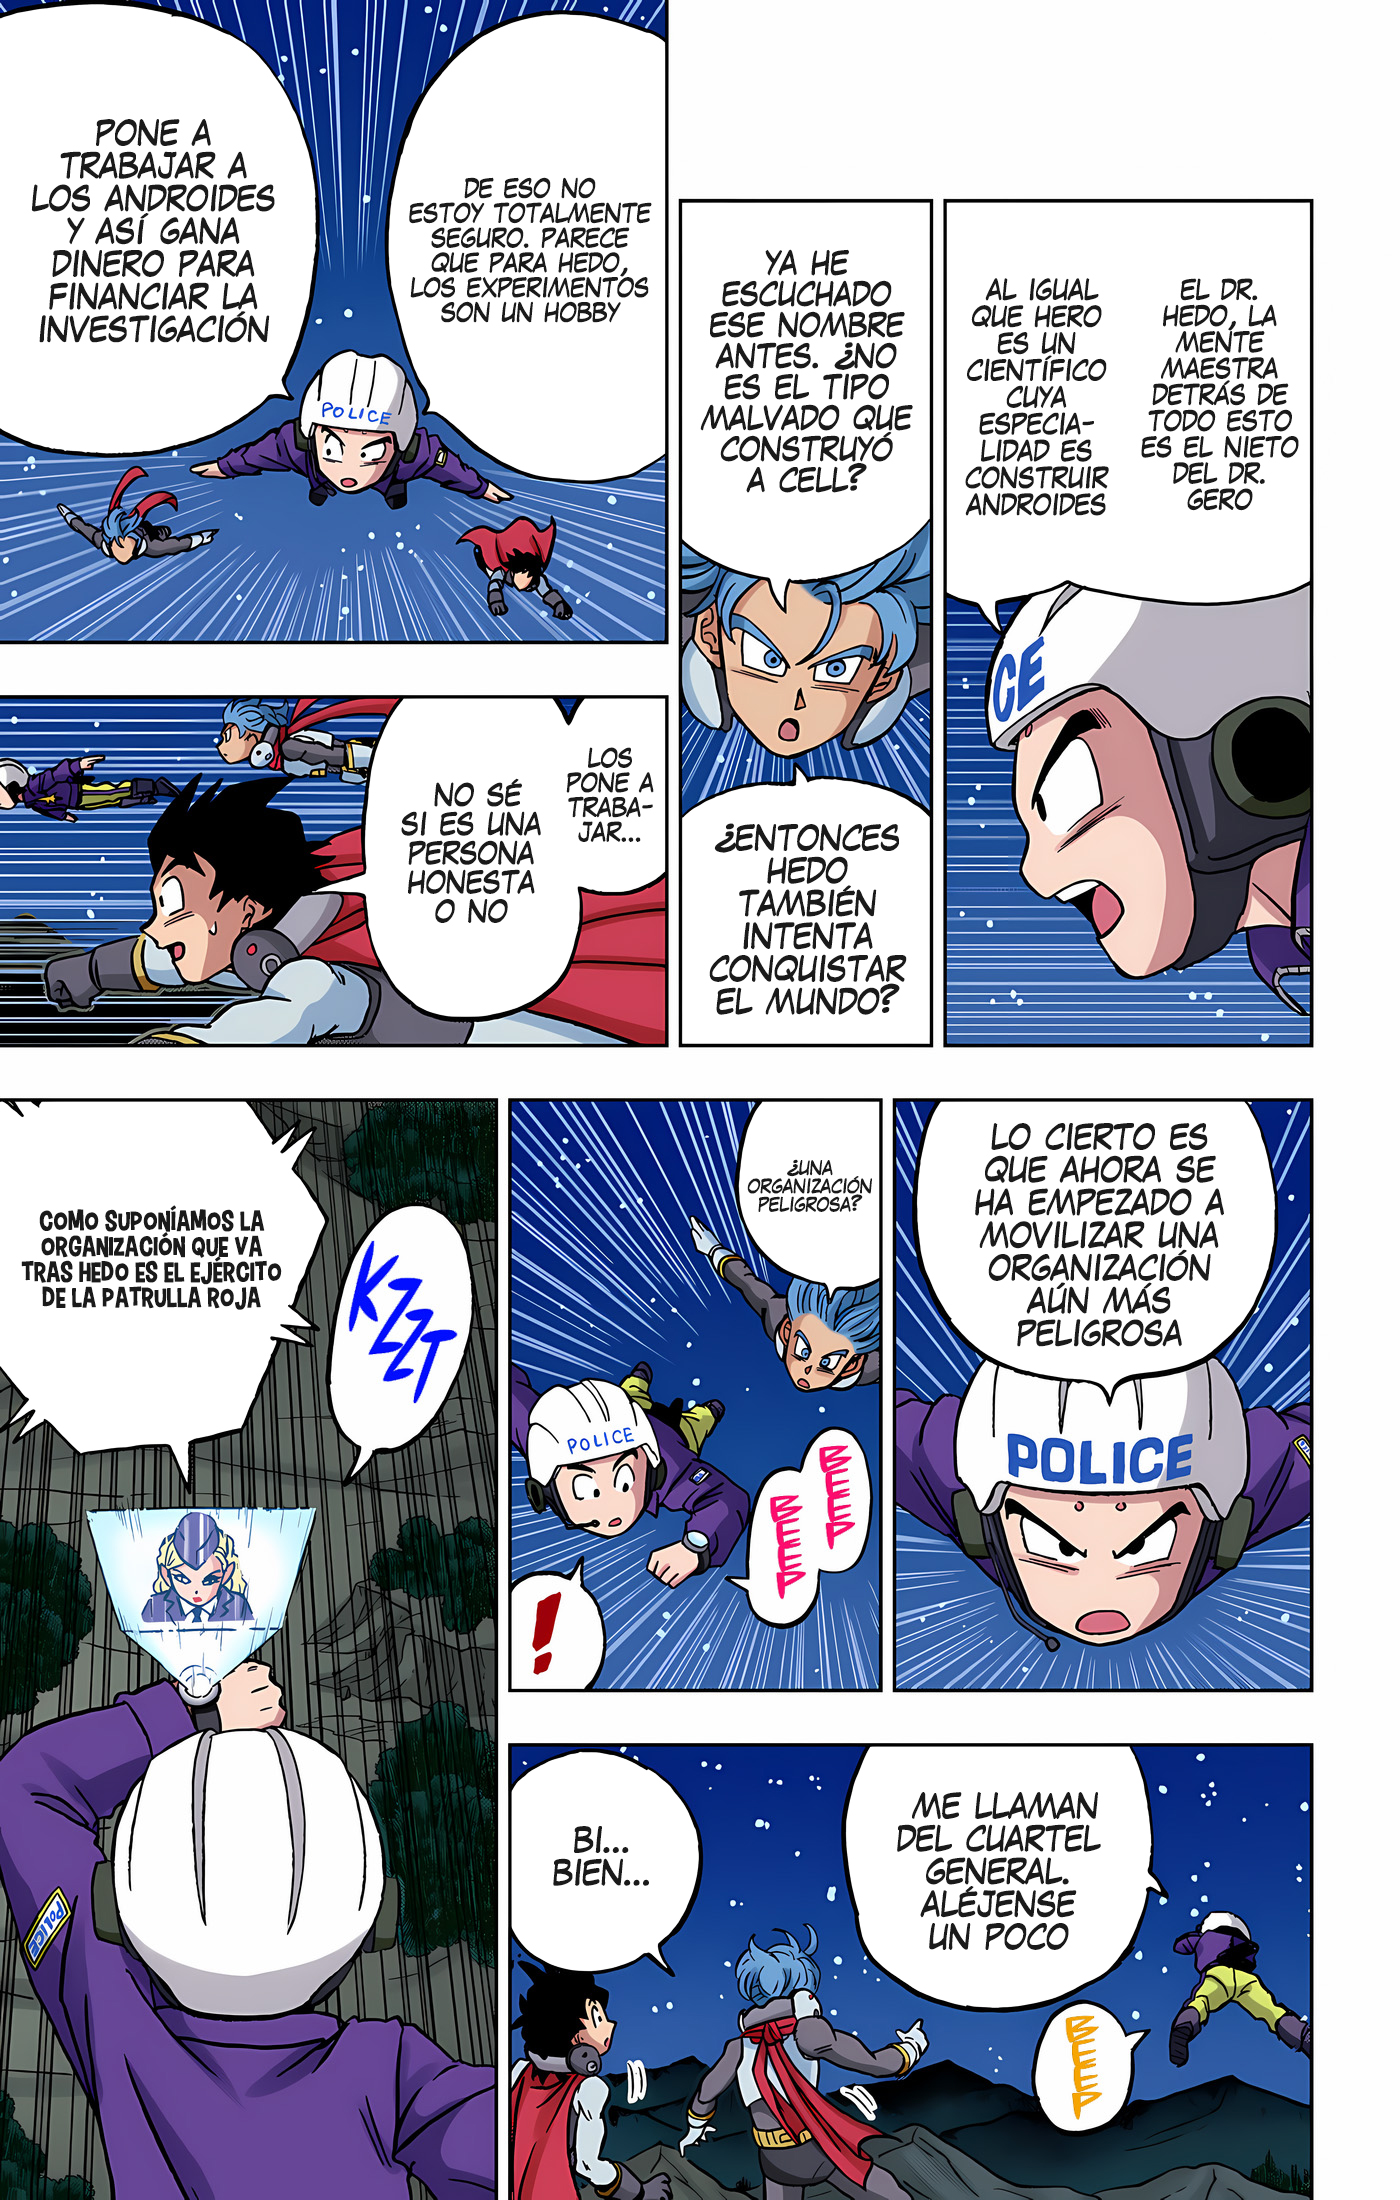 EL DR.
HEDO, LA
MENTE
MAESTRA
DETRÁS DE
TODO ESTO
ES EL NIETO
DEL DR.
GERO
AL IGUAL
QUE HERO
ES UN
CIENTÍFICO
CUYA
ESPECIA-
LIDAD ES
CONSTRUIR
ANDROIDES
CE
YA HE
ESCUCHADO
ESE NOMBRE
ANTES. ¿NO
ES EL TIPO
MALVADO QUE
CONSTRUYÓ
A CELL?
¿ENTONCES
HEDO
TAMBIÉN
INTENTA
CONQUISTAR
EL MUNDO?
DE ESO NO
ESTOY TOTALMENTE
SEGURO. PARECE
QUE PARA HEDO,
LOS EXPERIMENTOS
SON UN HOBBY
PONE A
TRABAJAR A
LOS ANDROIDES
Y ASÍ GANA
DINERO PARA
FINANCIAR LA
INVESTIGACIÓN
POLICE
LOS
PONE A
TRABA-
JAR...
NO SÉ
SI ES UNA
PERSONA
HONESTA
O NO
LO CIERTO ES
QUE AHORA SE
HA EMPEZADO A
MOVILIZAR UNA
ORGANIZACIÓN
AÚN MÁS
PELIGROSA
POLICE
¿UNA
ORGANIZACIÓN
PELIGROSA?
POLICE
BEEEP
BEEEP
!
ME LLAMAN
DEL CUARTEL
GENERAL.
ALÉJENSE
UN POCO
BEEEP
BI...
BIEN...
KZZZT
COMO SUPONÍAMOS LA
ORGANIZACIÓN QUE VA
TRAS HEDO ES EL EJÉRCITO
DE LA PATRULLA ROJA
POLICE